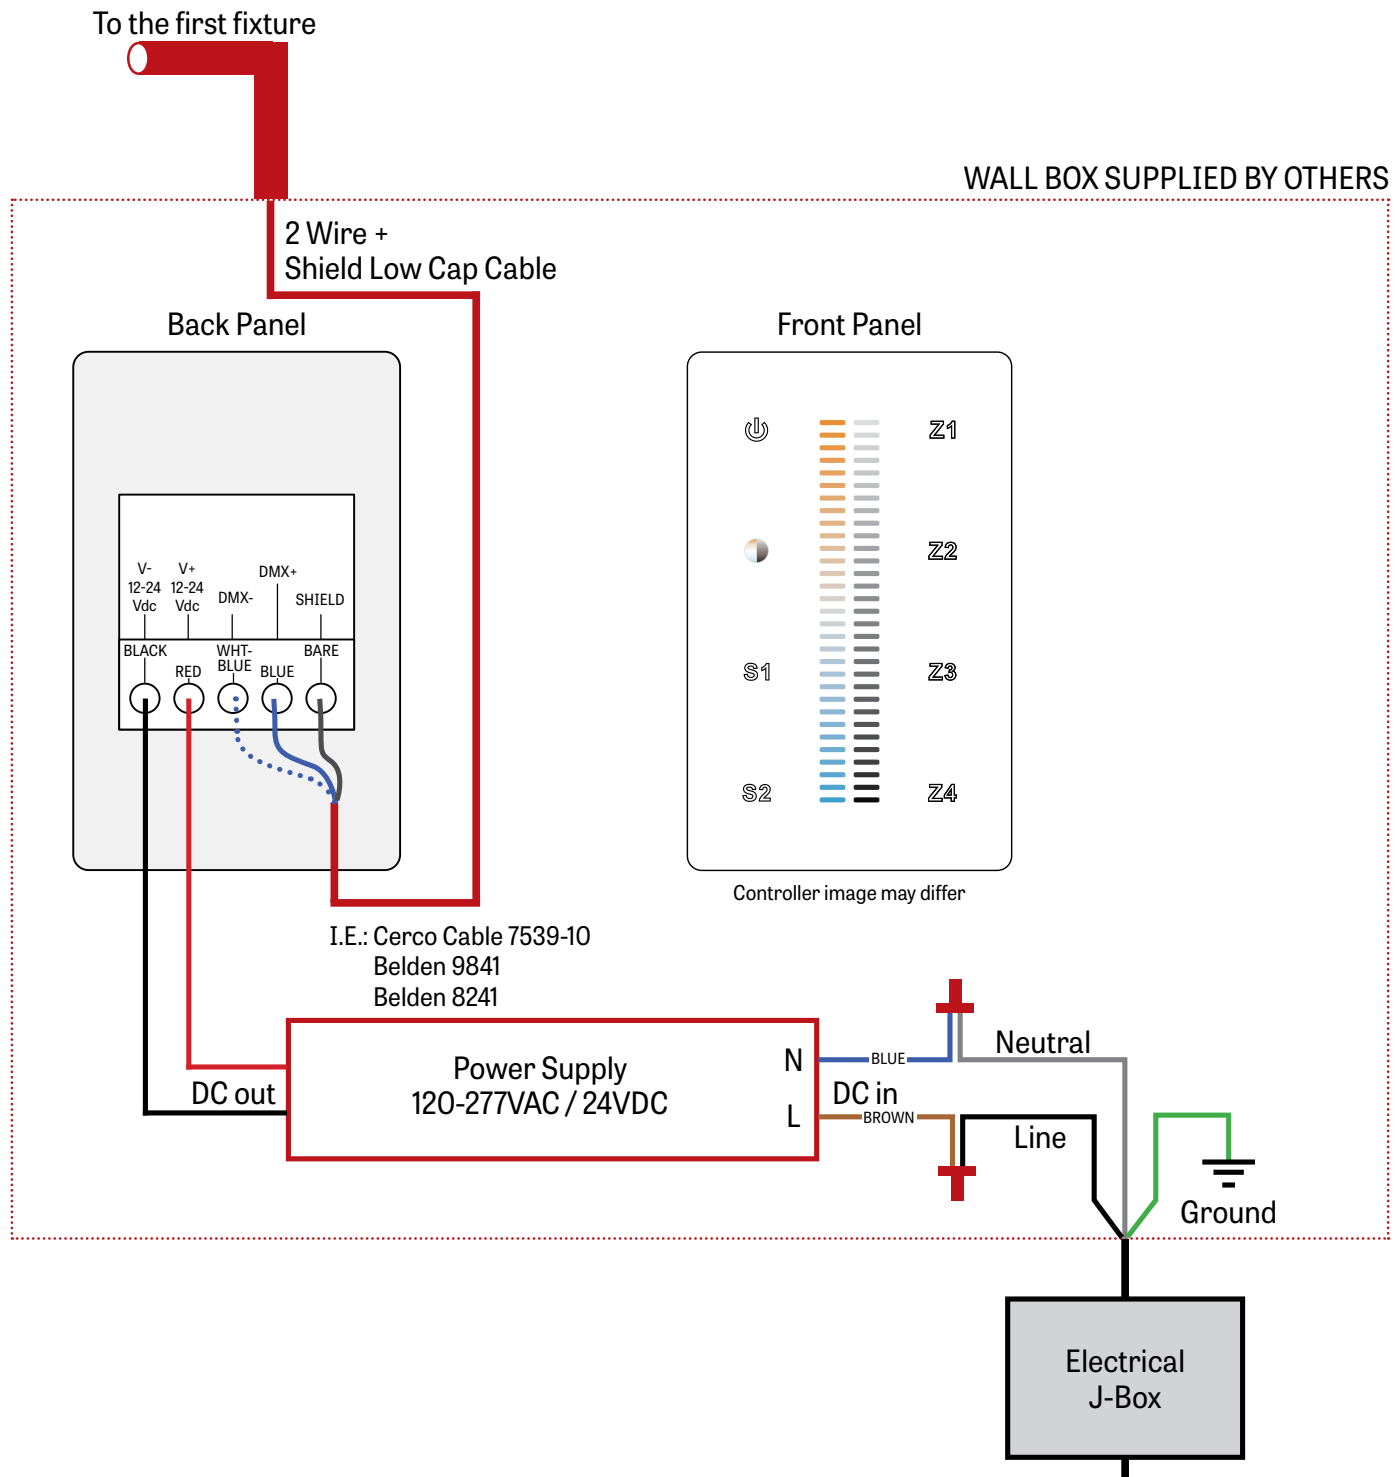 To the first fixture
WALL BOX SUPPLIED BY OTHERS
2 Wire +
Shield Low Cap Cable
Back Panel
V-
12-24
Vdc
V+
12-24
Vdc
DMX-
DMX+
SHIELD
BLACK
RED
WHT-
BLUE
BLUE
BARE
Front Panel
Z1
Z2
S1
Z3
S2
Z4
Controller image may differ
I.E.: Cerco Cable 7539-10
Belden 9841
Belden 8241
DC out
Power Supply
120-277VAC / 24VDC
N
L
BLUE
DC in
BROWN
Neutral
Line
Ground
Electrical
J-Box